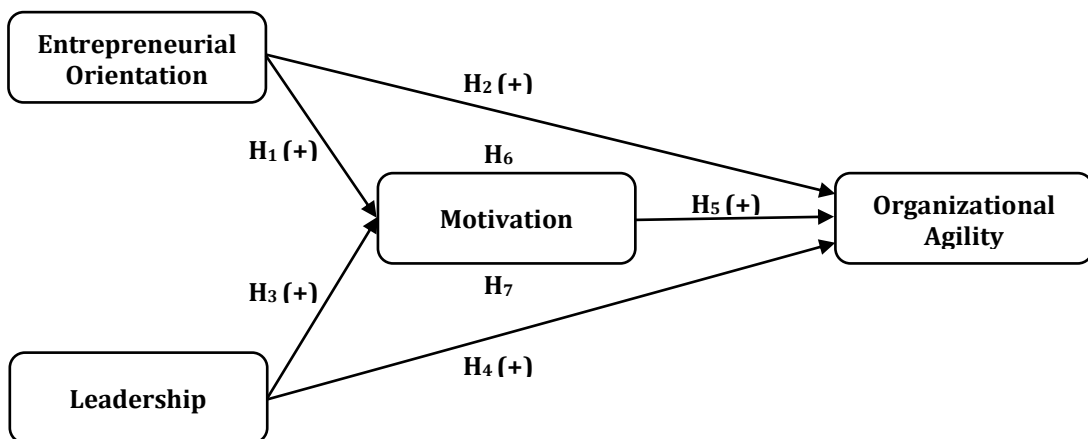 Entrepreneurial
Orientation
H₂ (+)
H₁ (+)
H₆
Motivation
H₅ (+)
Organizational
Agility
H₃ (+)
H₇
H₄ (+)
Leadership